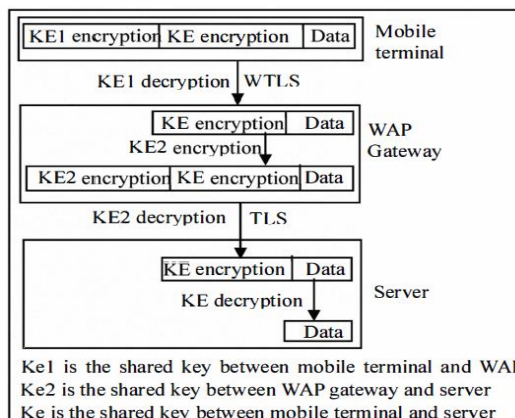 KE1 encryption KE encryption Data
Mobile
terminal
KE1 decryption WTLS
KE encryption Data
WAP
Gateway
KE2 encryption
KE2 encryption KE encryption Data
KE2 decryption TLS
KE encryption Data
Server
KE decryption
Data
Ke1 is the shared key between mobile terminal and WAP
Ke2 is the shared key between WAP gateway and server
Ke is the shared key between mobile terminal and server